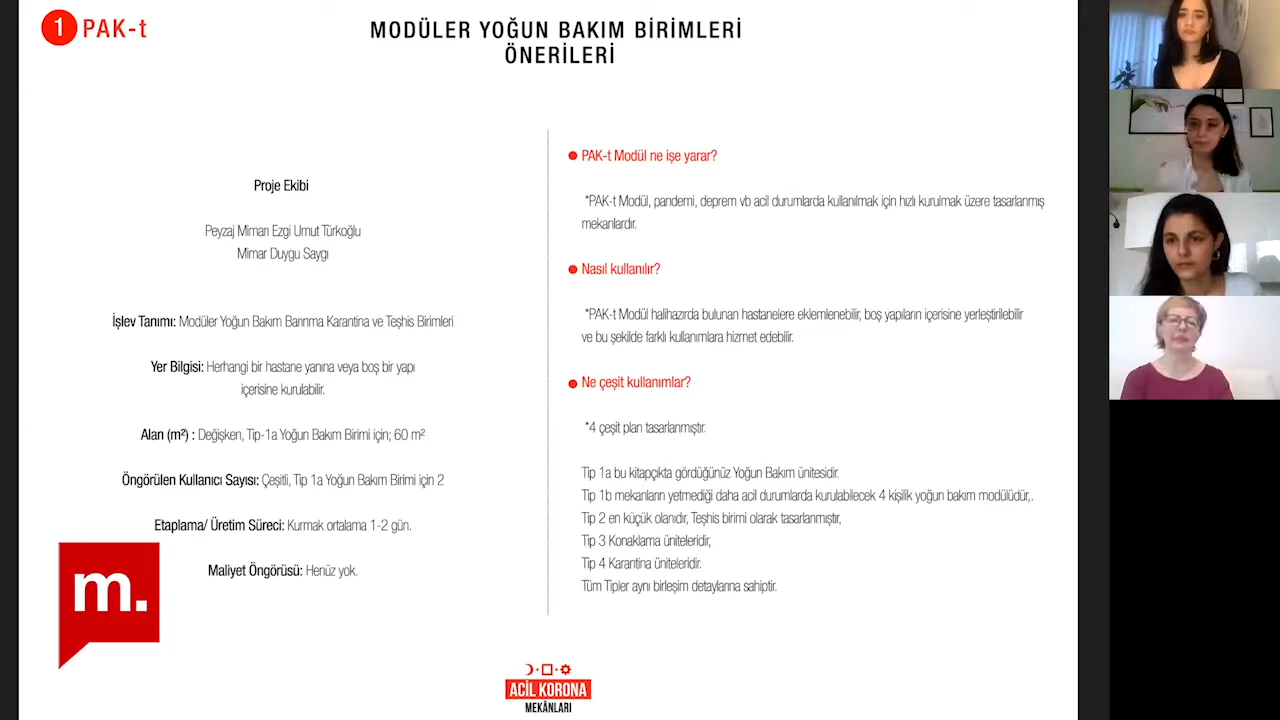 1 PAK-t
MODÜLER YOĞUN BAKIM BİRİMLERİ
ÖNERİLERİ
Proje Ekibi
Peyzaj Mimarı Ezgi Umut Türkoğlu
Mimar Duygu Saygı
İşlev Tanımı: Modüler Yoğun Bakım Barınma Karantina ve Teşhis Birimleri
Yer Bilgisi: Herhangi bir hastane yanına veya boş bir yapı
içerisine kurulabilir.
Alan (m²) : Değişken, Tip-1a Yoğun Bakım Birimi için; 60 m²
Öngörülen Kullanıcı Sayısı: Çeşitli, Tip 1a Yoğun Bakım Birimi için 2
Etaplama/ Üretim Süreci: Kurmak ortalama 1-2 gün.
Maliyet Öngörüsü: Henüz yok.
m.
PAK-t Modül ne işe yarar?
*PAK-t Modül, pandemi, deprem vb acil durumlarda kullanılmak için hızlı kurulmak üzere tasarlanmış
mekanlardır.
Nasıl kullanılır?
*PAK-t Modül halihazırda bulunan hastanelere eklemlenebilir, boş yapıların içerisine yerleştirilebilir
ve bu şekilde farklı kullanımlara hizmet edebilir.
Ne çeşit kullanımlar?
*4 çeşit plan tasarlanmıştır.
Tip 1a bu kitapçıkta gördüğünüz Yoğun Bakım ünitesidir.
Tip 1b mekanların yetmediği daha acil durumlarda kurulabilecek 4 kişilik yoğun bakım modülüdür,.
Tip 2 en küçük olanıdır, Teşhis birimi olarak tasarlanmıştır,
Tip 3 Konaklama üniteleridir,
Tip 4 Karantina üniteleridir.
Tüm Tipler aynı birleşim detaylarına sahiptir.
ACİL KORONA
MEKÂNLARI